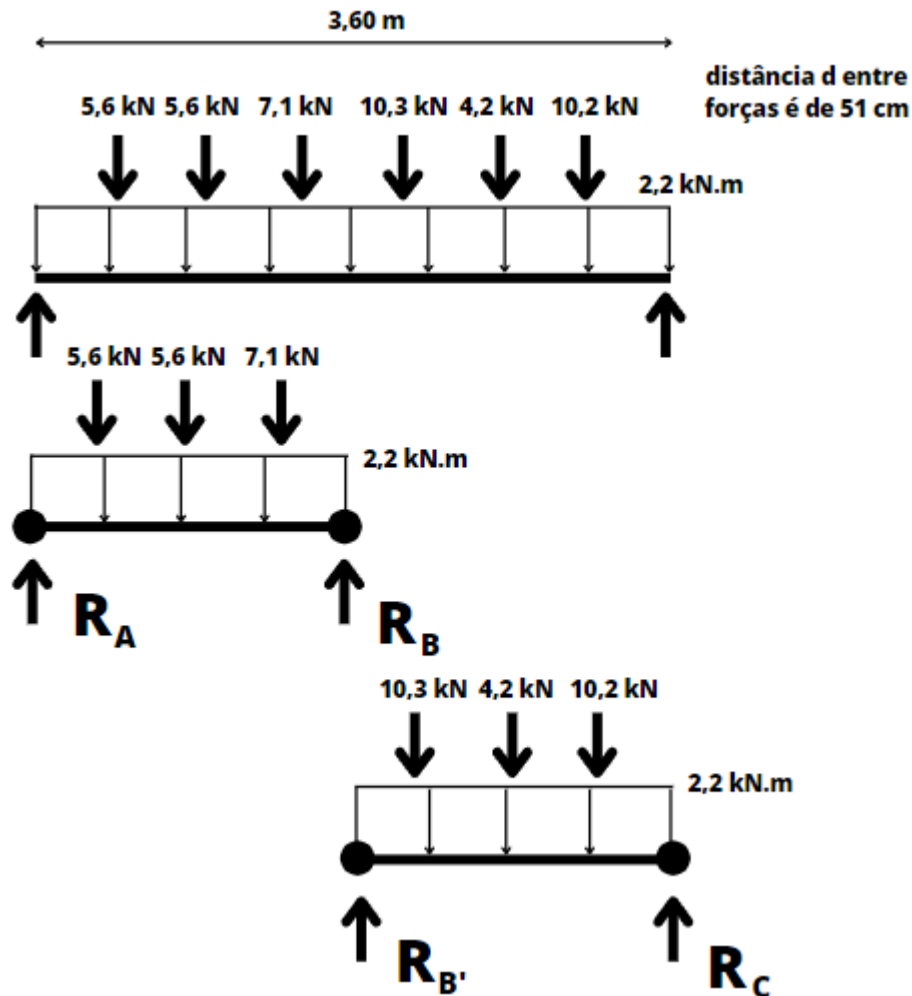 3,60 m
distância d entre
forças é de 51 cm
5,6 kN 5,6 kN 7,1 kN 10,3 kN 4,2 kN 10,2 kN
2,2 kN.m
5,6 kN 5,6 kN 7,1 kN
2,2 kN.m
RA RB
10,3 kN 4,2 kN 10,2 kN
2,2 kN.m
RB' RC